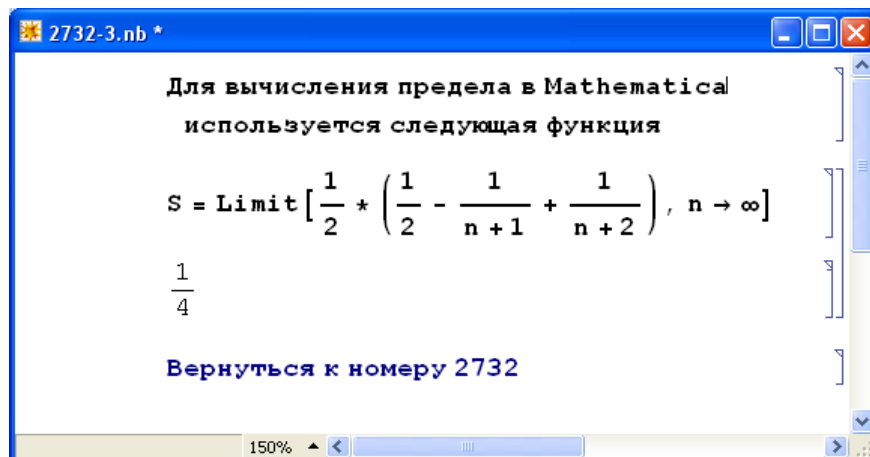 2732-3.nb *
Для вычисления предела в Mathematica
используется следующая функция
S = Limit[1/2 * (1/2 - 1/(n + 1) + 1/(n + 2)), n → ∞]
1/4
Вернуться к номеру 2732
150%